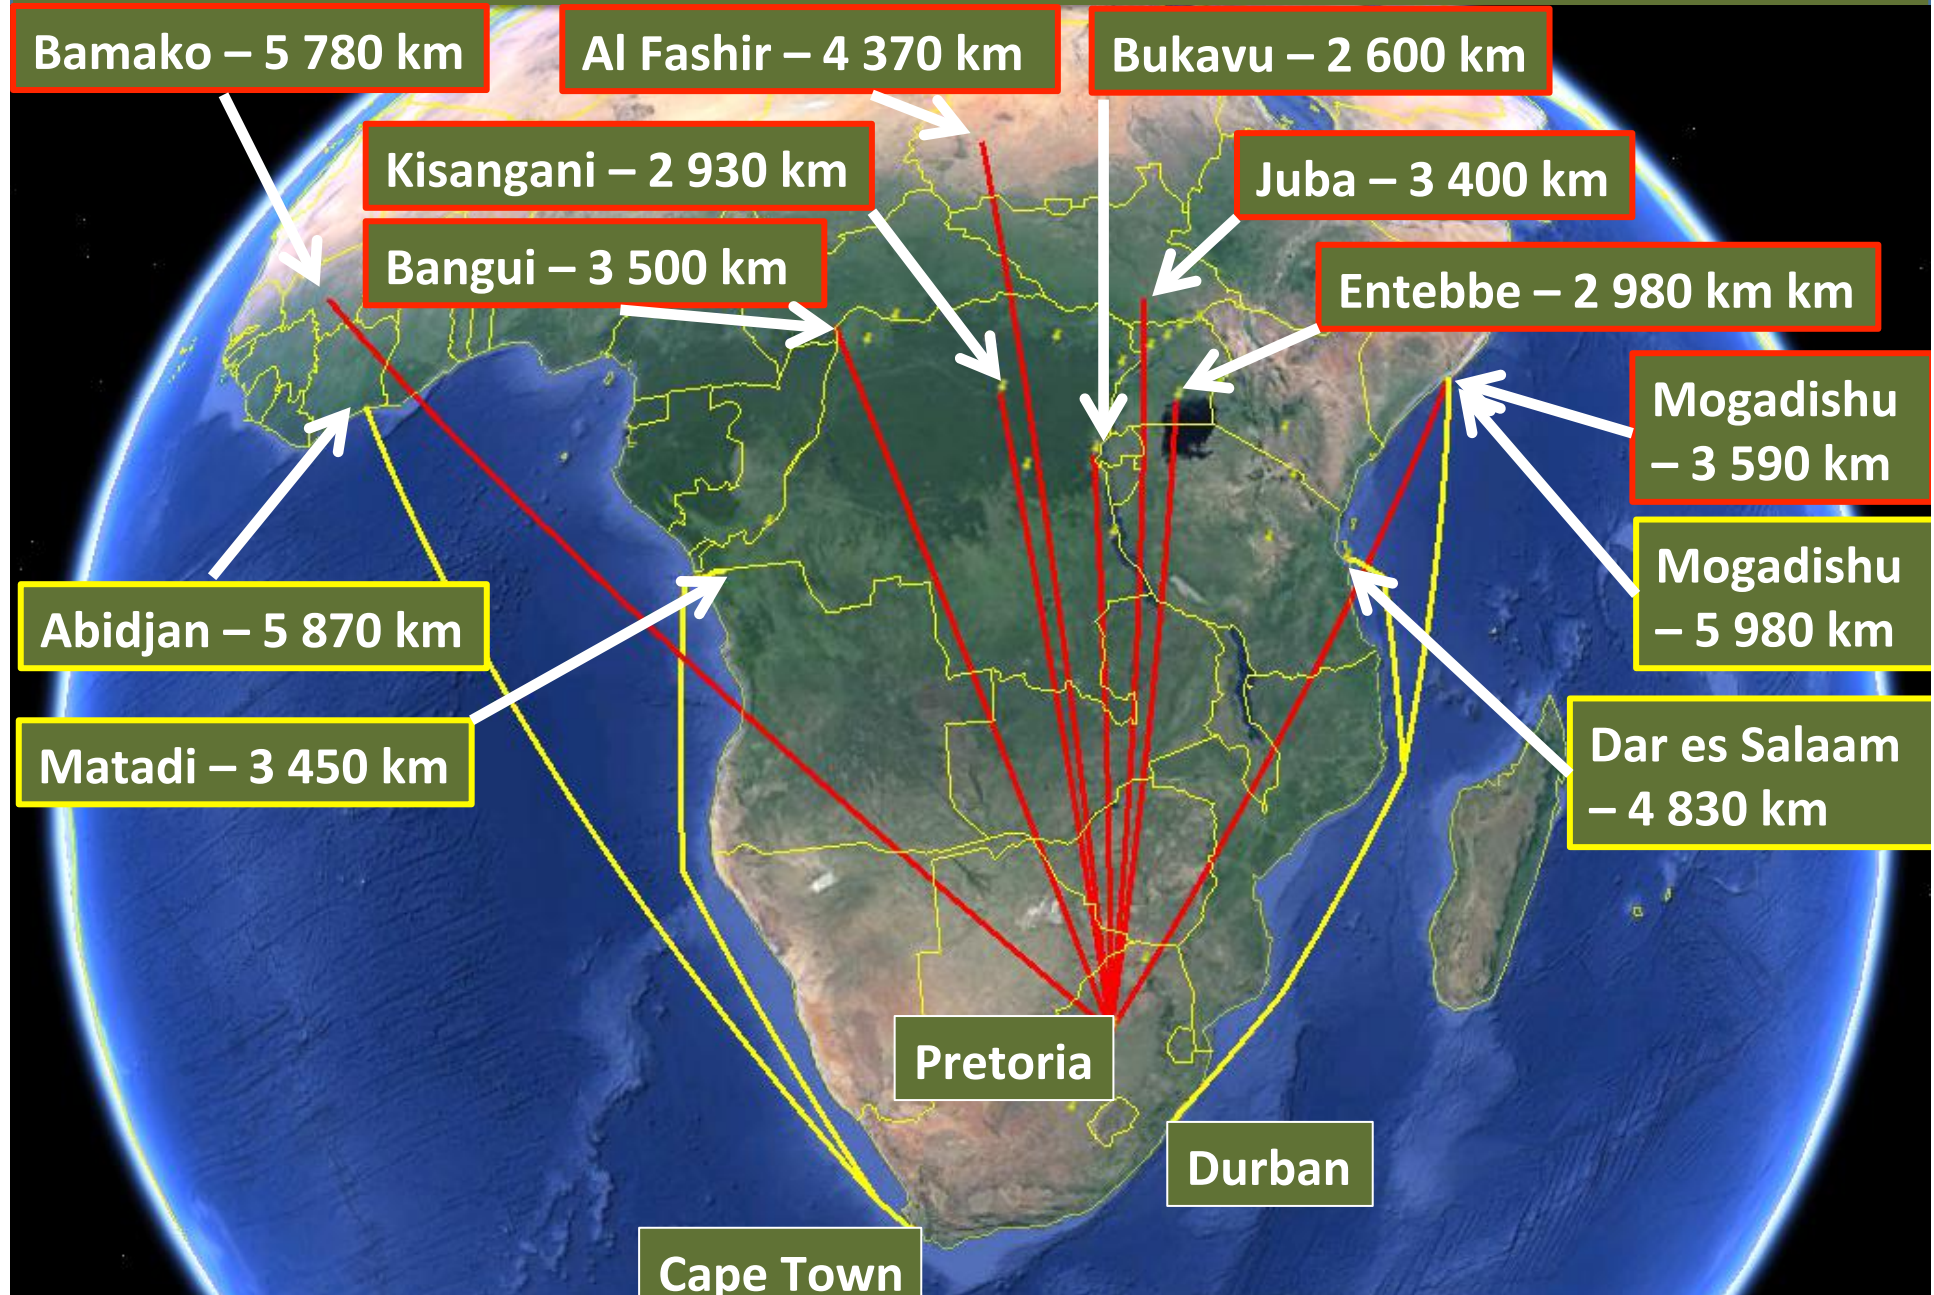 Bamako – 5 780 km
Al Fashir – 4 370 km
Bukavu – 2 600 km
Kisangani – 2 930 km
Juba – 3 400 km
Bangui – 3 500 km
Entebbe – 2 980 km km
Mogadishu
– 3 590 km
Mogadishu
– 5 980 km
Abidjan – 5 870 km
Matadi – 3 450 km
Dar es Salaam
– 4 830 km
Pretoria
Durban
Cape Town